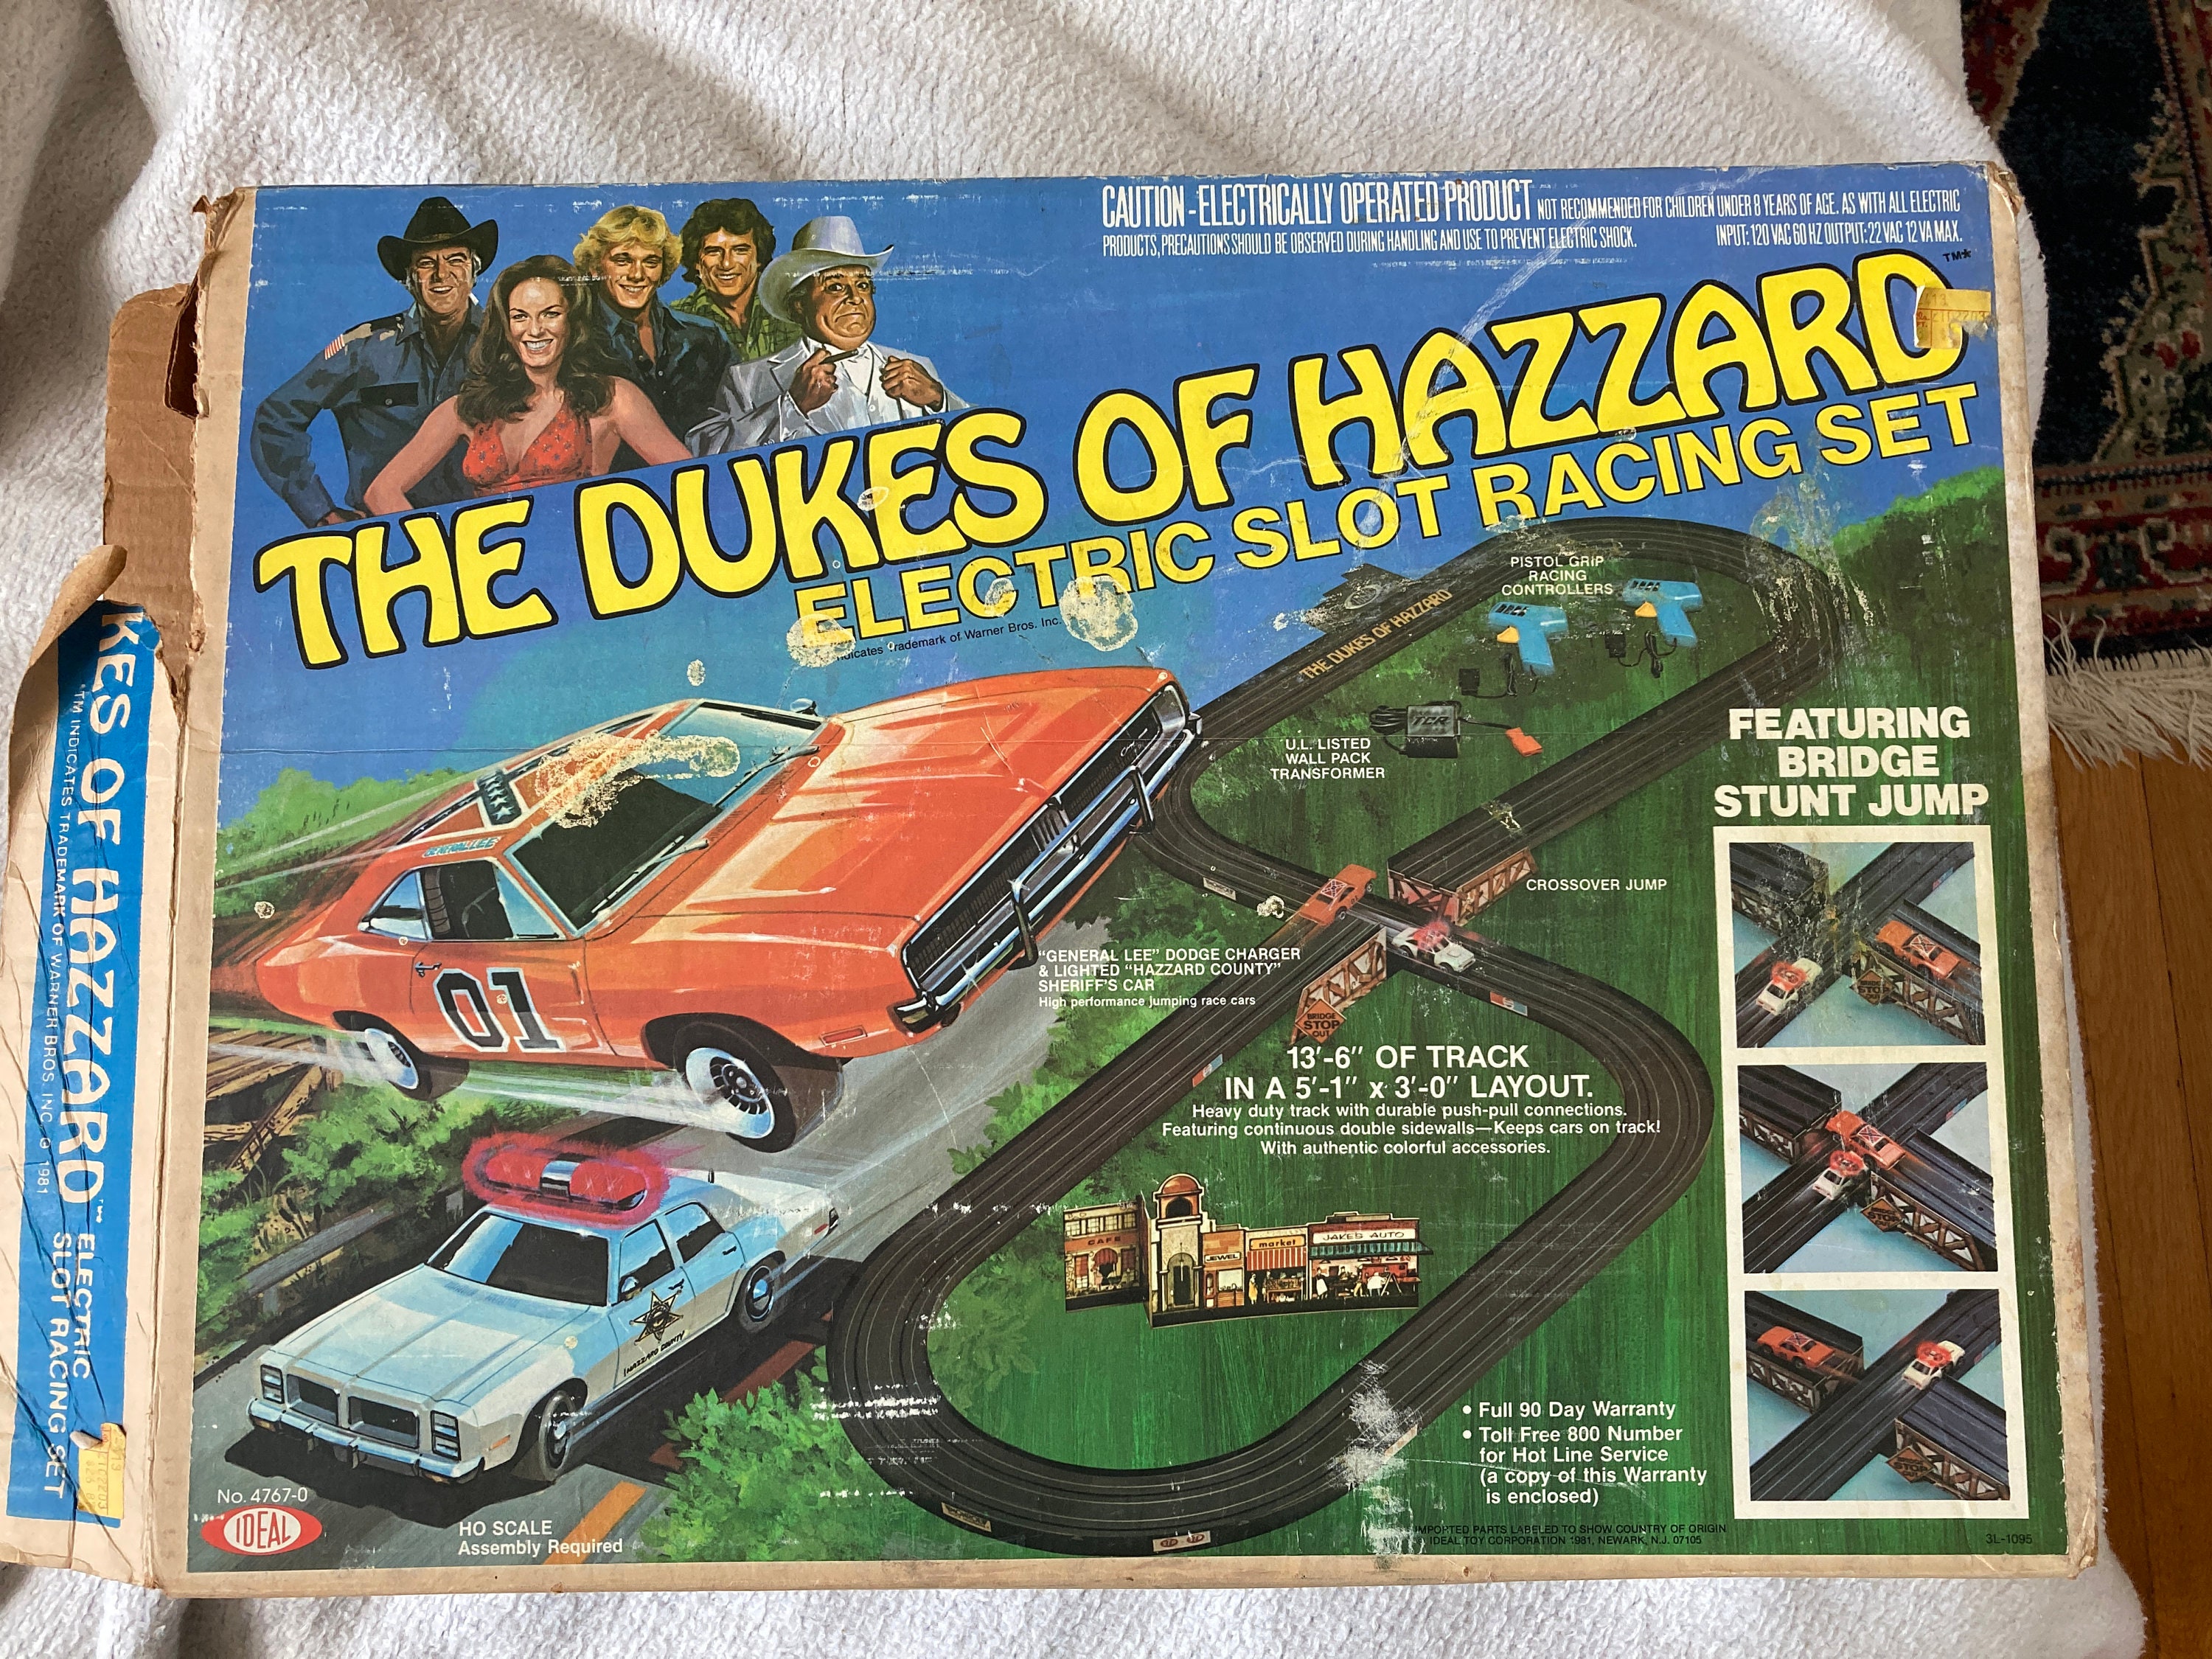 CAUTION-ELECTRICALLY OPERATED PRODUCT NOT RECOMMENDED FOR CHILDREN UNDER 8 YEARS OF AGE. AS WITH ALL ELECTRIC
PRODUCTS, PRECAUTIONS SHOULD BE OBSERVED DURING HANDLING AND USE TO PREVENT ELECTRIC SHOCK. INPUT: 120 VAC 60 HZ OUTPUT: 22 VAC 12 VA MAX.
THE DUKES OF HAZZARD TM*
ELECTRIC SLOT RACING SET
Trademark of Warner Bros. Inc.
PISTOL GRIP
RACING
CONTROLLERS
THE DUKES OF HAZZARD
TCR
U.L. LISTED
WALL PACK
TRANSFORMER
FEATURING
BRIDGE
STUNT JUMP
CROSSOVER JUMP
GENERAL LEE
01
"GENERAL LEE" DODGE CHARGER
& LIGHTED "HAZZARD COUNTY"
SHERIFF'S CAR
High performance jumping race cars
BRIDGE
STOP
OUT
13'-6" OF TRACK
IN A 5'-1" x 3'-0" LAYOUT.
Heavy duty track with durable push-pull connections.
Featuring continuous double sidewalls—Keeps cars on track!
With authentic colorful accessories.
CAFE
JEWEL
market
JAKES AUTO
HAZZARD COUNTY
• Full 90 Day Warranty
• Toll Free 800 Number
for Hot Line Service
(a copy of this Warranty
is enclosed)
No. 4767-0
IDEAL
HO SCALE
Assembly Required
IMPORTED PARTS LABELED TO SHOW COUNTRY OF ORIGIN
IDEAL TOY CORPORATION 1981, NEWARK, N.J. 07105
3L-1095
KES OF HAZZARD™ ELECTRIC
SLOT RACING SET
*TM INDICATES TRADEMARK OF WARNER BROS. INC. © 1981